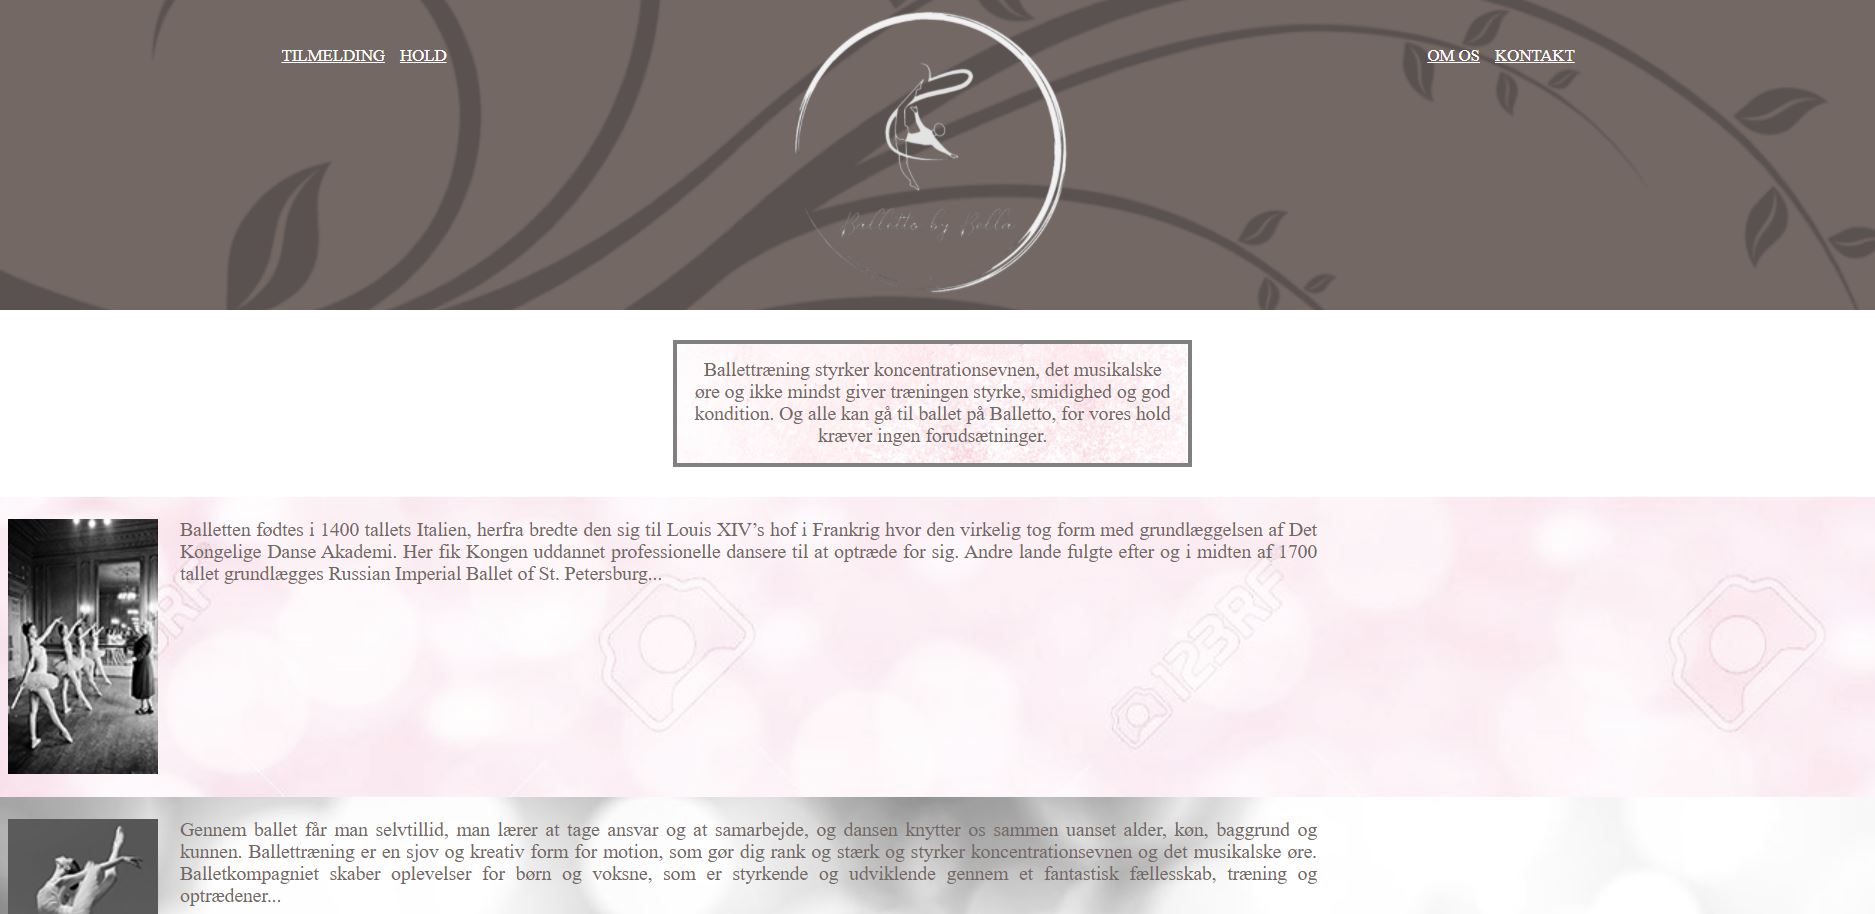 TILMELDING HOLD
OM OS KONTAKT
Balletto by Bella
Ballettræning styrker koncentrationsevnen, det musikalske
øre og ikke mindst giver træningen styrke, smidighed og god
kondition. Og alle kan gå til ballet på Balletto, for vores hold
kræver ingen forudsætninger.
Balletten fødtes i 1400 tallets Italien, herfra bredte den sig til Louis XIV’s hof i Frankrig hvor den virkelig tog form med grundlæggelsen af Det
Kongelige Danse Akademi. Her fik Kongen uddannet professionelle dansere til at optræde for sig. Andre lande fulgte efter og i midten af 1700
tallet grundlægges Russian Imperial Ballet of St. Petersburg...
123RF
Gennem ballet får man selvtillid, man lærer at tage ansvar og at samarbejde, og dansen knytter os sammen uanset alder, køn, baggrund og
kunnen. Ballettræning er en sjov og kreativ form for motion, som gør dig rank og stærk og styrker koncentrationsevnen og det musikalske øre.
Balletkompagniet skaber oplevelser for børn og voksne, som er styrkende og udviklende gennem et fantastisk fællesskab, træning og
optrædener...